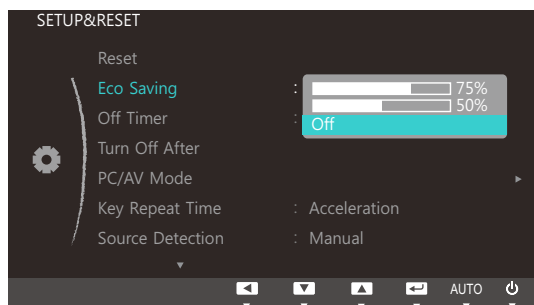 SETUP&RESET
Reset
Eco Saving : 75%
50%
Off Timer : Off
Turn Off After
PC/AV Mode
Key Repeat Time : Acceleration
Source Detection : Manual
AUTO